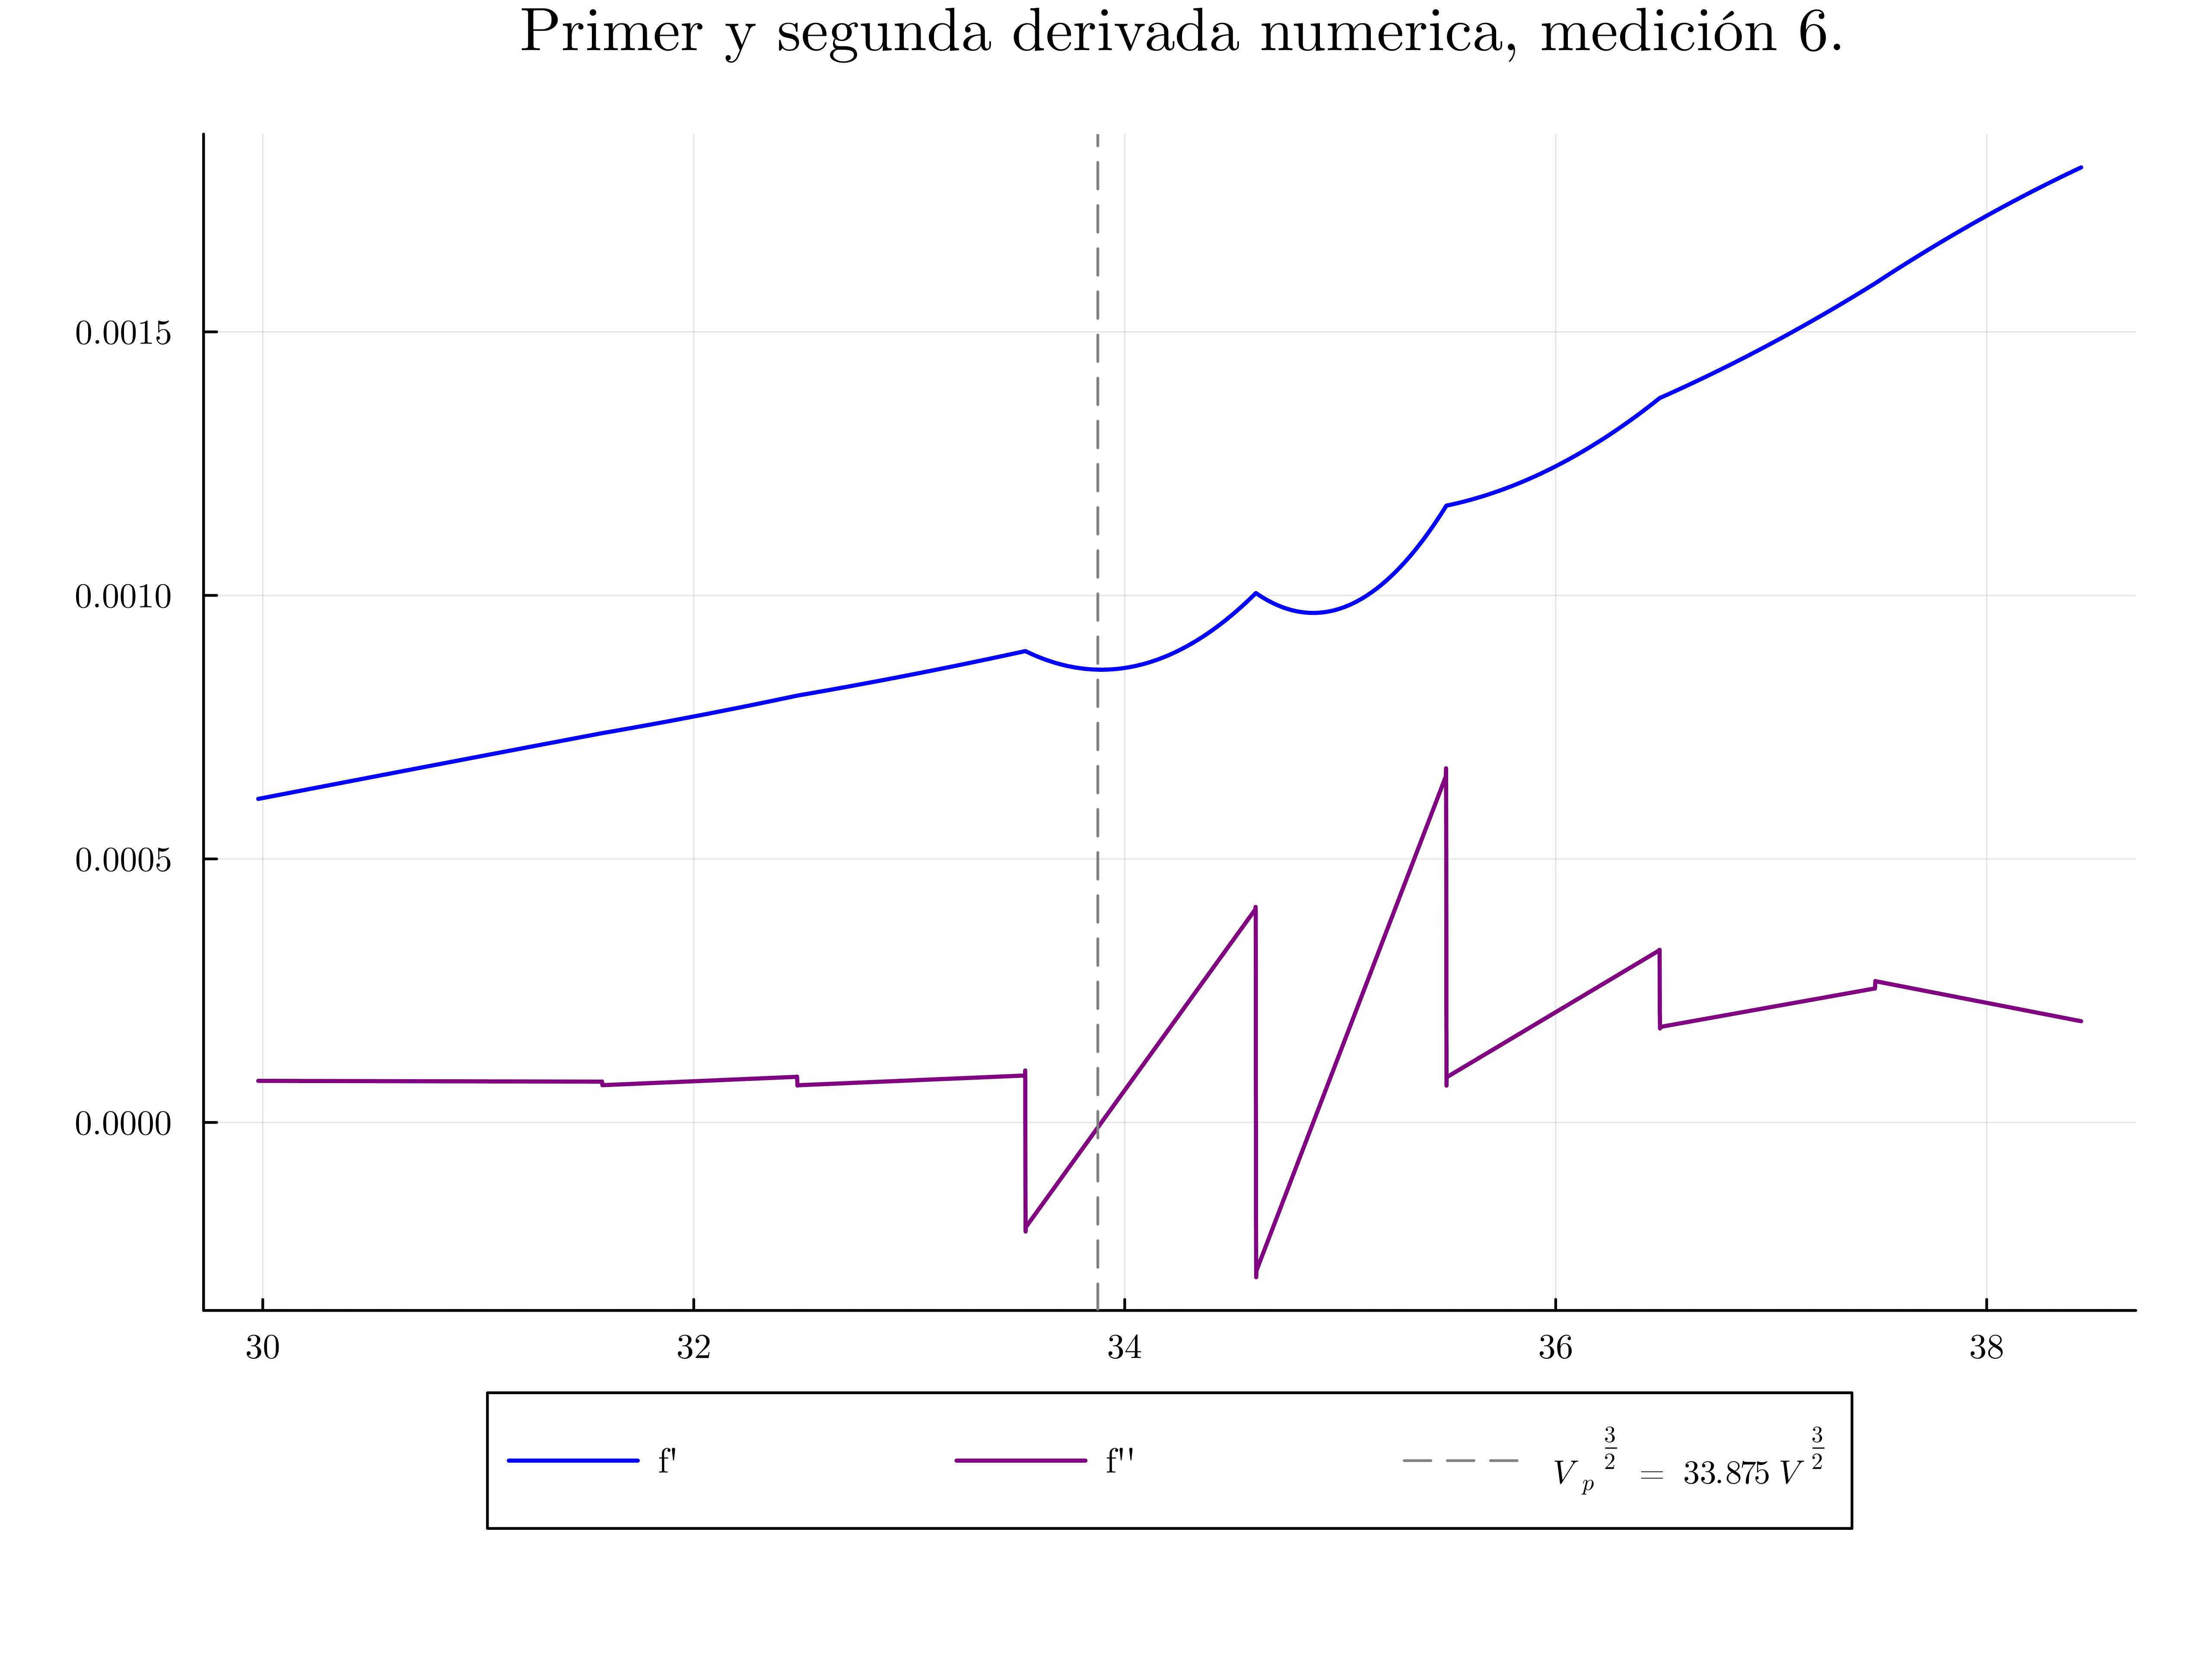 Primer y segunda derivada numerica, medición 6.
0.0015
0.0010
0.0005
0.0000
30 32 34 36 38
f' f'' V_p^{3/2} = 33.875 V^{3/2}